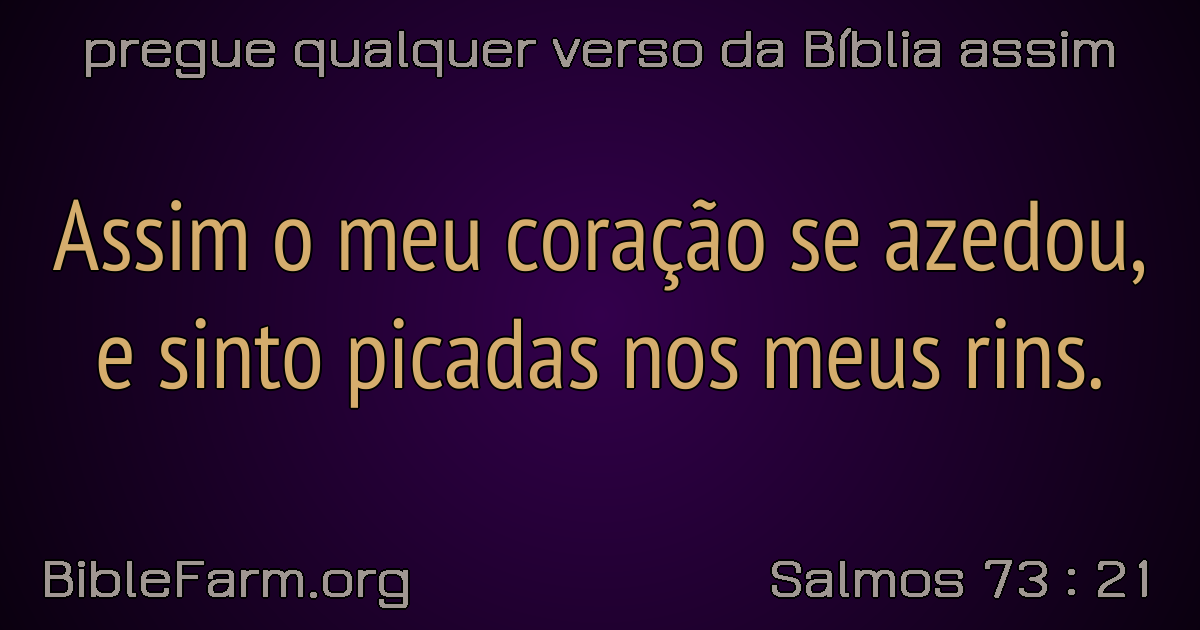 pregue qualquer verso da Bíblia assim
Assim o meu coração se azedou,
e sinto picadas nos meus rins.
BibleFarm.org
Salmos 73 : 21